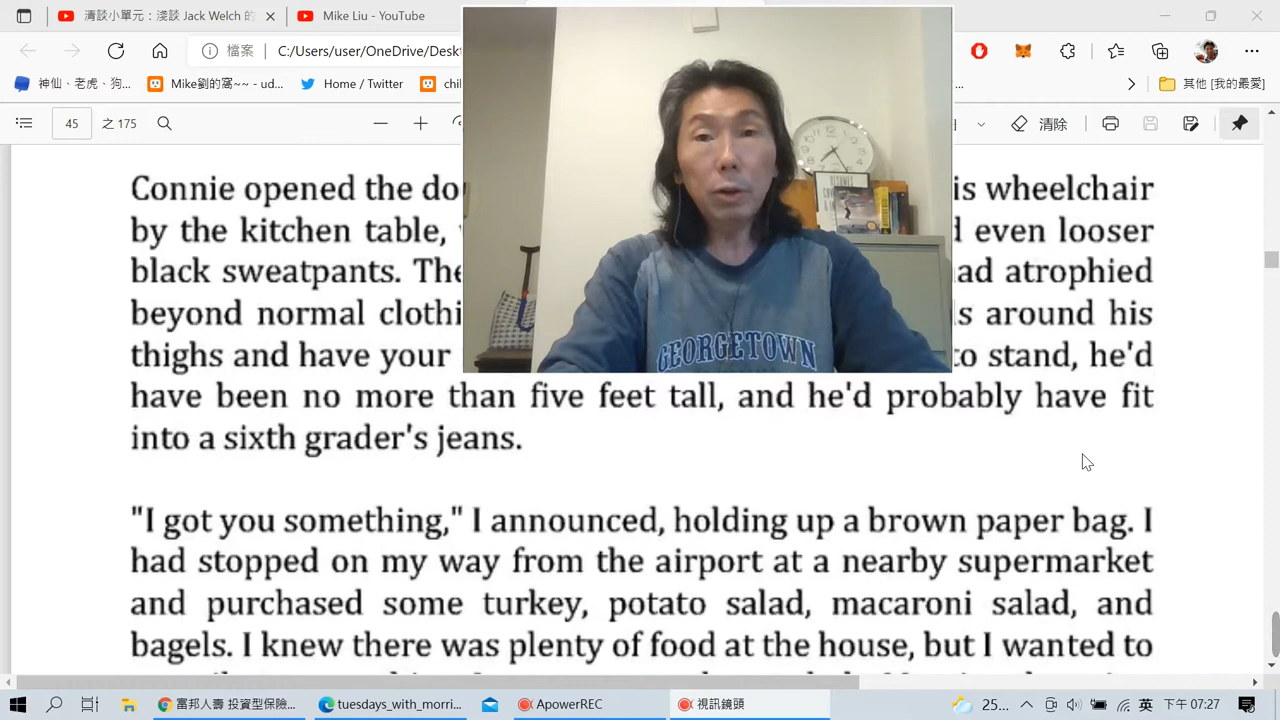 清談小單元：淺談 Jack Welch 的
Mike Liu - YouTube
檔案
C:/Users/user/OneDrive/Deskt
神仙、老虎、狗...
Mike劉的窩~~ - ud...
Home / Twitter
其他 [我的最愛]
45 之 175
清除
Connie opened the do
is wheelchair
by the kitchen table,
even looser
black sweatpants. The
ad atrophied
beyond normal clothi
s around his
thighs and have your
to stand, he'd
have been no more than five feet tall, and he'd probably have fit
into a sixth grader's jeans.
"I got you something," I announced, holding up a brown paper bag. I
had stopped on my way from the airport at a nearby supermarket
and purchased some turkey, potato salad, macaroni salad, and
bagels. I knew there was plenty of food at the house, but I wanted to
GEORGETOWN
富邦人壽 投資型保險...
tuesdays_with_morri...
ApowerREC
視訊鏡頭
25...
英
下午 07:27